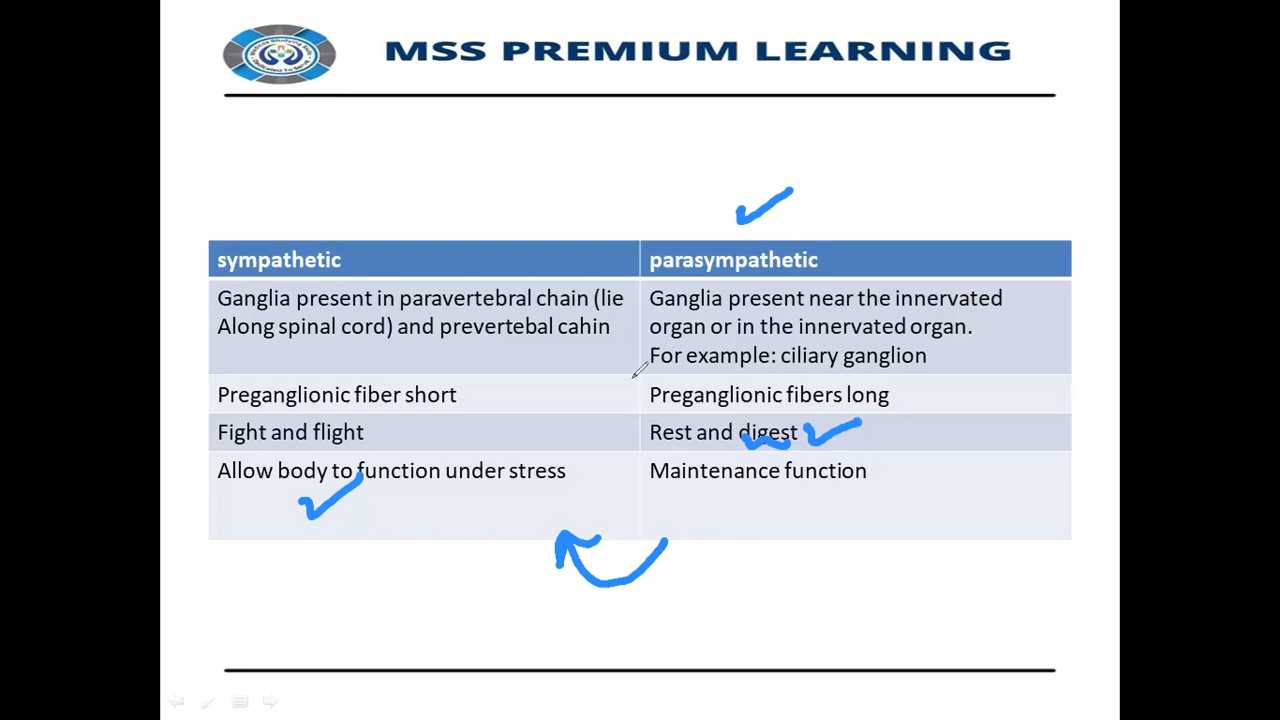 MSS PREMIUM LEARNING
sympathetic
parasympathetic
Ganglia present in paravertebral chain (lie
Along spinal cord) and prevertebal cahin
Ganglia present near the innervated
organ or in the innervated organ.
For example: ciliary ganglion
Preganglionic fiber short
Preganglionic fibers long
Fight and flight
Rest and digest
Allow body to function under stress
Maintenance function